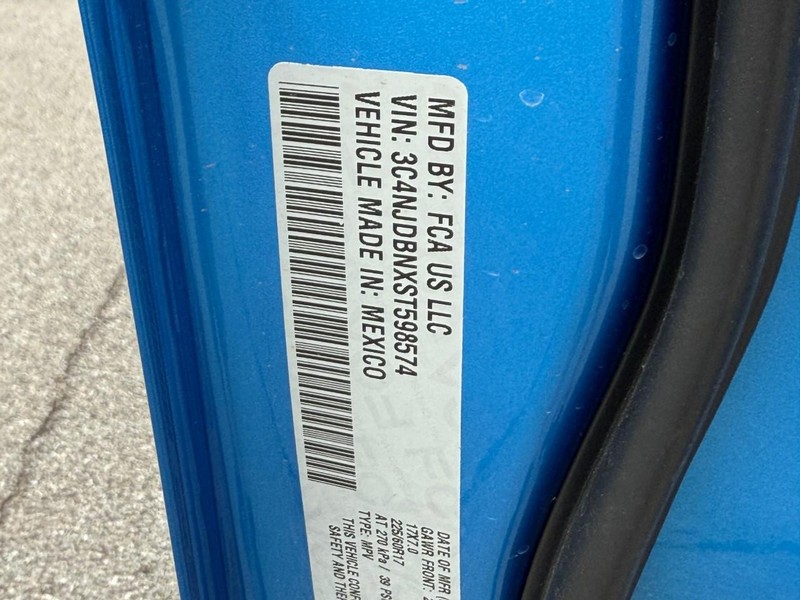 MFD BY: FCA US LLC
VIN: 3C4NJDBNXST598574
VEHICLE MADE IN: MEXICO
DATE OF MFR
GAWR FRONT:
17X7.0
225/60R17
AT 270 kPa / 39
TYPE: MPV
THIS VEHICLE
SAFETY AND